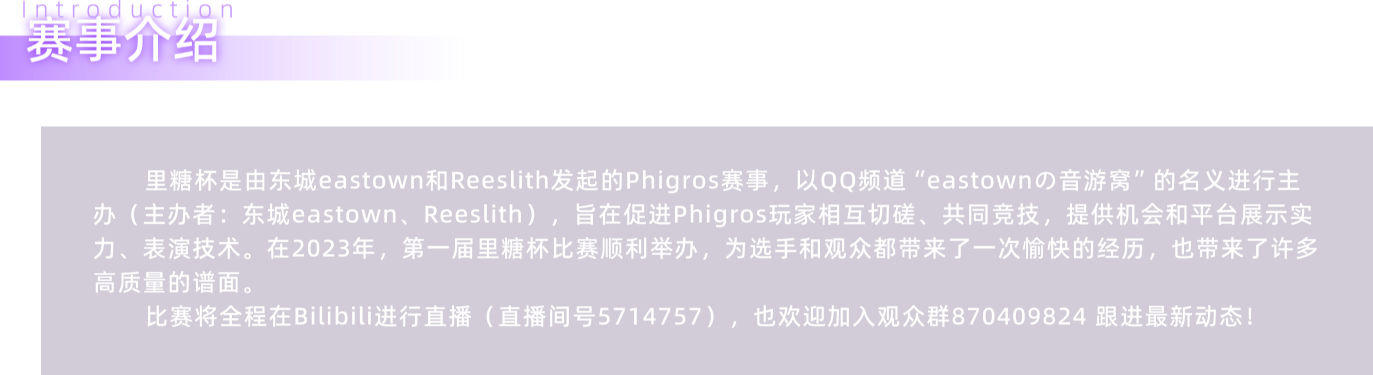 Introduction
赛事介绍
里糖杯是由东城eastown和Reeslith发起的Phigros赛事，以QQ频道“eastownの音游窝”的名义进行主
办（主办者：东城eastown、Reeslith），旨在促进Phigros玩家相互切磋、共同竞技，提供机会和平台展示实
力、表演技术。在2023年，第一届里糖杯比赛顺利举办，为选手和观众都带来了一次愉快的经历，也带来了许多
高质量的谱面。
比赛将全程在Bilibili进行直播（直播间号5714757），也欢迎加入观众群870409824 跟进最新动态！